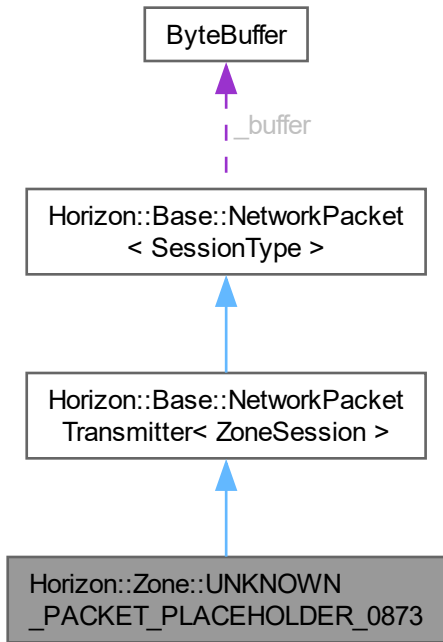 ByteBuffer
_buffer
Horizon::Base::NetworkPacket
< SessionType >
Horizon::Base::NetworkPacket
Transmitter< ZoneSession >
Horizon::Zone::UNKNOWN
_PACKET_PLACEHOLDER_0873